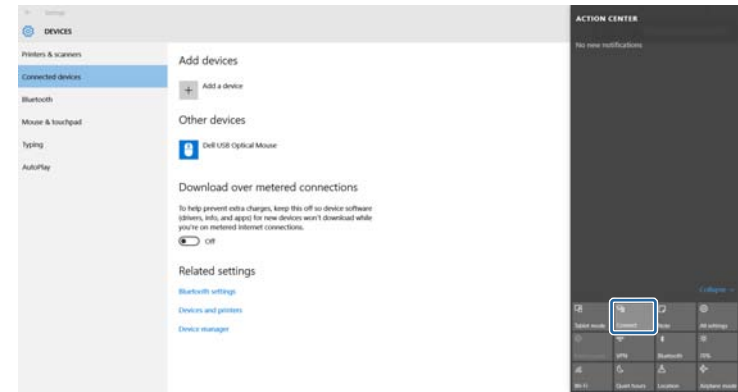 Settings
DEVICES
Printers & scanners
Connected devices
Bluetooth
Mouse & touchpad
Typing
AutoPlay
Add devices
Add a device
Other devices
Dell USB Optical Mouse
Download over metered connections
To help prevent extra charges, keep this off so device software
(drivers, info, and apps) for new devices won't download while
you're on metered Internet connections.
Off
Related settings
Bluetooth settings
Devices and printers
Device manager
ACTION CENTER
No new notifications
Collapse
Tablet mode
Connect
Note
All settings
VPN
Bluetooth
70%
Wi-Fi
Quiet hours
Location
Airplane mode